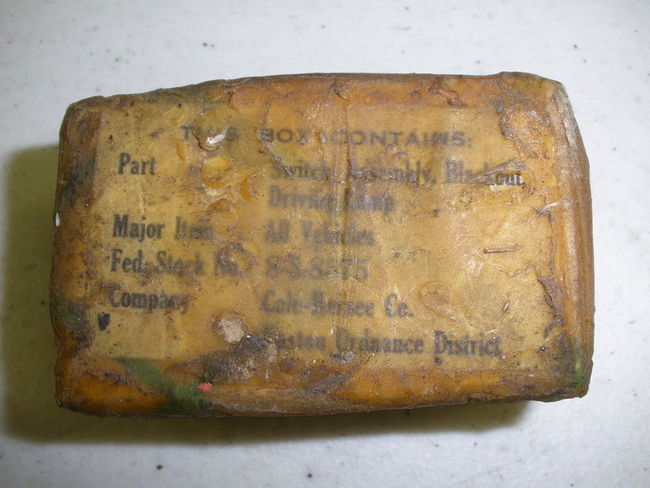 THIS BOX CONTAINS:
Part Switch Assembly, Blackout
Driving Lamp
Major Item All Vehicles
Fed. Stock No.
Company Cole-Hersee Co.
Boston Ordnance District